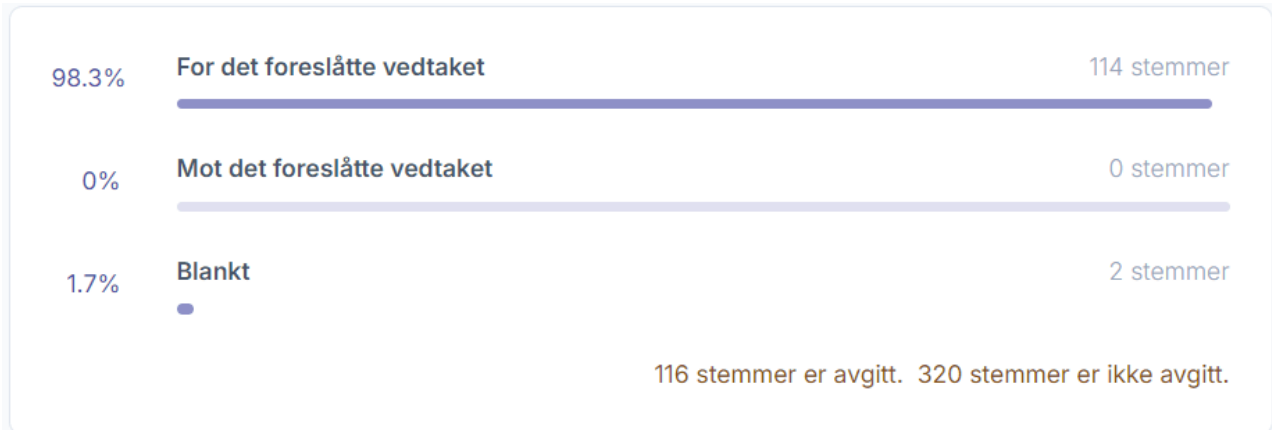 98.3%
For det foreslåtte vedtaket
114 stemmer
0%
Mot det foreslåtte vedtaket
0 stemmer
1.7%
Blankt
2 stemmer
116 stemmer er avgitt.  320 stemmer er ikke avgitt.